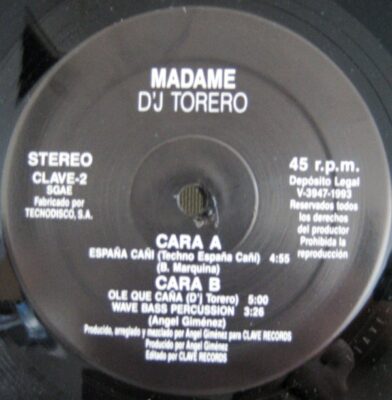 MADAME
D'J TORERO
STEREO
CLAVE-2
SGAE
Fabricado por
TECNODISCO, S.A.
45 r.p.m.
Depósito Legal
V-3947-1993
Reservados todos
los derechos
del productor
Prohibida la
reproducción
CARA A
ESPAÑA CAÑI (Techno España Cañi) 4:55
(B. Marquina)
CARA B
OLE QUE CAÑA (D'j Torero) 5:00
WAVE BASS PERCUSSION 3:26
(Angel Giménez)
Producido, arreglado y mezclado por Angel Giménez para CLAVE RECORDS
Producido por Angel Giménez
Editado por CLAVE RECORDS